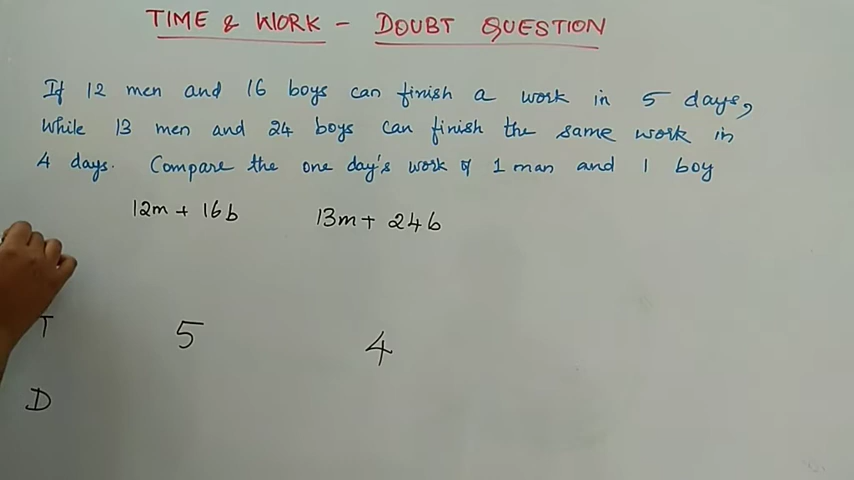 TIME & WORK - DOUBT QUESTION
If 12 men and 16 boys can finish a work in 5 days,
While 13 men and 24 boys can finish the same work in
4 days. Compare the one day's work of 1 man and 1 boy
12m + 16b 13m + 24b
T 5 4
D